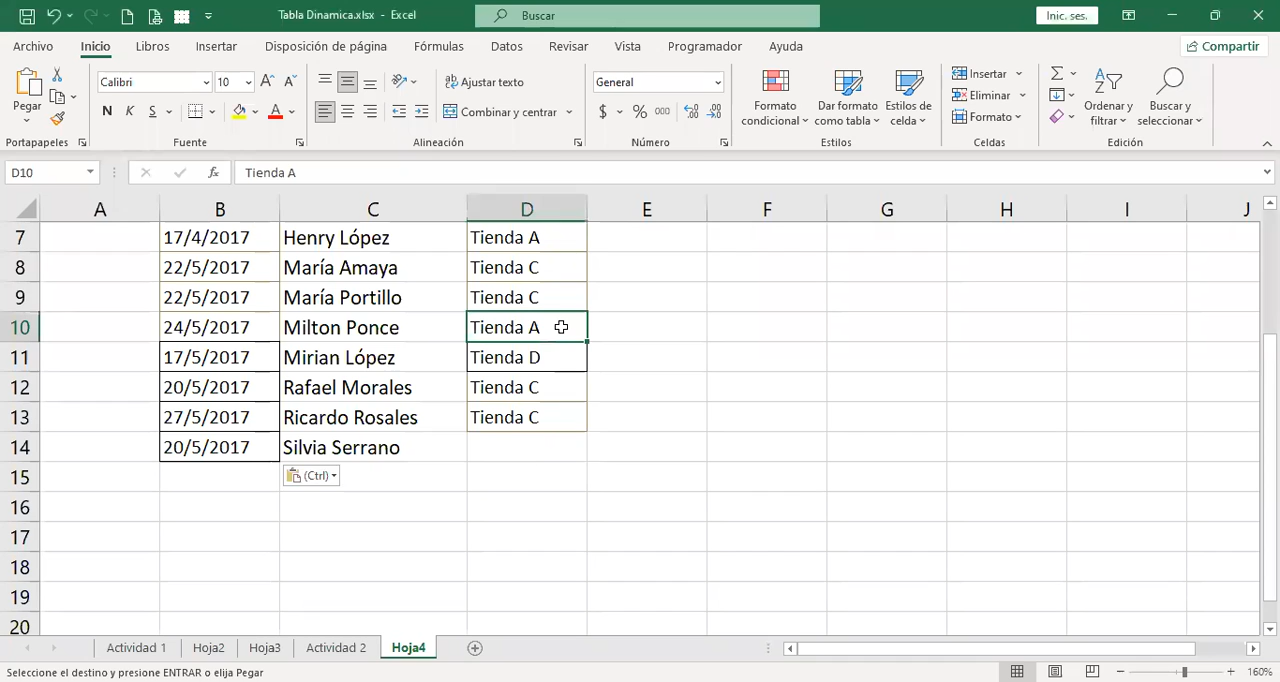 Tabla Dinamica.xlsx - Excel
Buscar
Inic. ses.
Archivo Inicio Libros Insertar Disposición de página Fórmulas Datos Revisar Vista Programador Ayuda Compartir
Pegar
Portapapeles
Calibri 10
N K S
Fuente
Ajustar texto
Combinar y centrar
Alineación
General
$ % 000
Número
Formato condicional
Dar formato como tabla
Estilos de celda
Estilos
Insertar
Eliminar
Formato
Celdas
Ordenar y filtrar
Buscar y seleccionar
Edición
D10 fx Tienda A
A B C D E F G H I J
7 17/4/2017 Henry López Tienda A
8 22/5/2017 María Amaya Tienda C
9 22/5/2017 María Portillo Tienda C
10 24/5/2017 Milton Ponce Tienda A
11 17/5/2017 Mirian López Tienda D
12 20/5/2017 Rafael Morales Tienda C
13 27/5/2017 Ricardo Rosales Tienda C
14 20/5/2017 Silvia Serrano
15 (Ctrl)
16
17
18
19
20
Actividad 1 Hoja2 Hoja3 Actividad 2 Hoja4
Seleccione el destino y presione ENTRAR o elija Pegar 160%